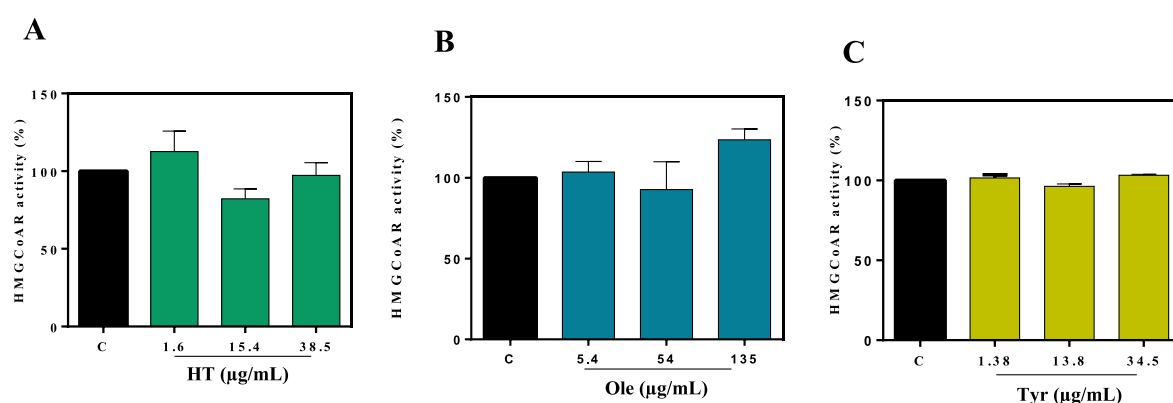 A
HMGCoAR activity (%)
150
100
50
0
C 1.6 15.4 38.5
HT (µg/mL)
B
HMGCoAR activity (%)
150
100
50
0
C 5.4 54 135
Ole (µg/mL)
C
HMGCoAR activity (%)
150
100
50
0
C 1.38 13.8 34.5
Tyr (µg/mL)